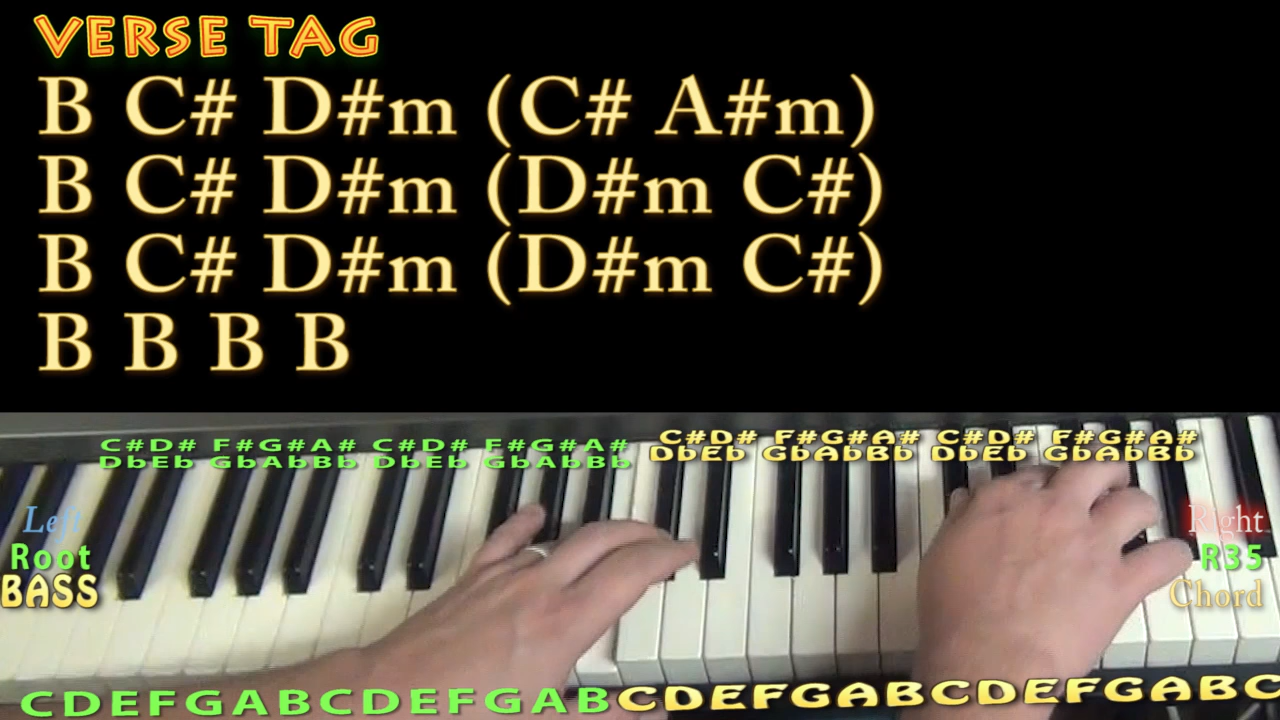 VERSE TAG
B C# D#m (C# A#m)
B C# D#m (D#m C#)
B C# D#m (D#m C#)
B B B B
C#D# F#G#A# C#D# F#G#A# C#D# F#G#A# C#D# F#G#A#
DbEb GbAbBb DbEb GbAbBb DbEb GbAbBb DbEb GbAbBb
Left
Root
BASS
Right
R35
Chord
CDEFGABCDEFGABCDEFGABCDEFGABC